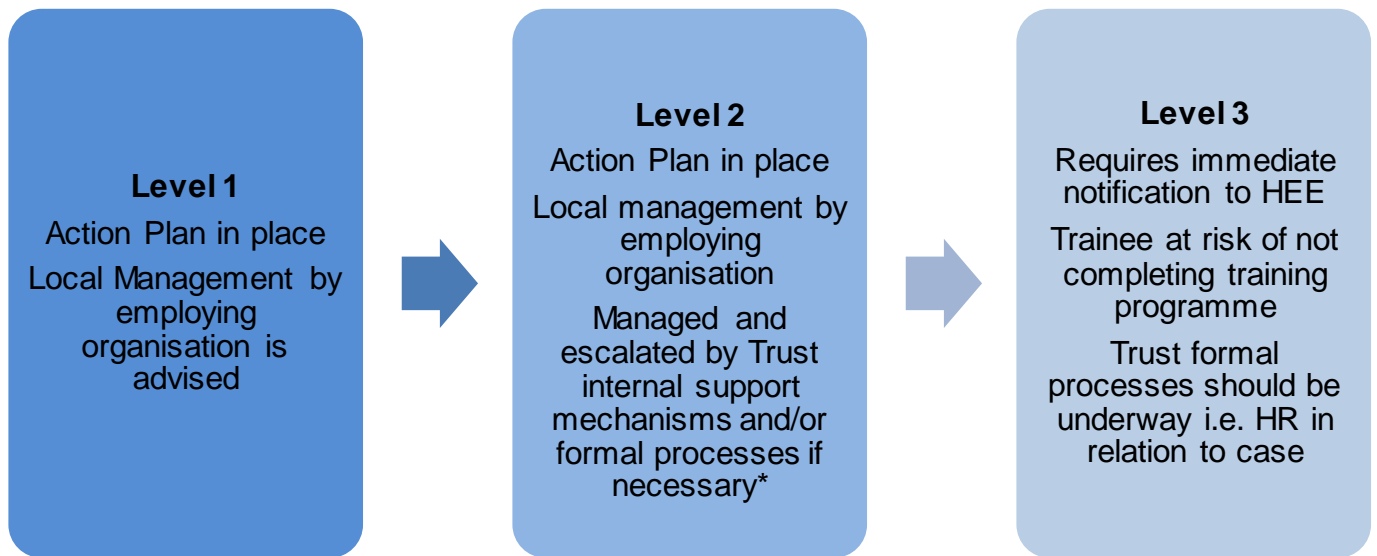 Level 1
Action Plan in place
Local Management by
employing
organisation is
advised
Level 2
Action Plan in place
Local management by
employing
organisation
Managed and
escalated by Trust
internal support
mechanisms and/or
formal processes if
necessary*
Level 3
Requires immediate
notification to HEE
Trainee at risk of not
completing training
programme
Trust formal
processes should be
underway i.e. HR in
relation to case